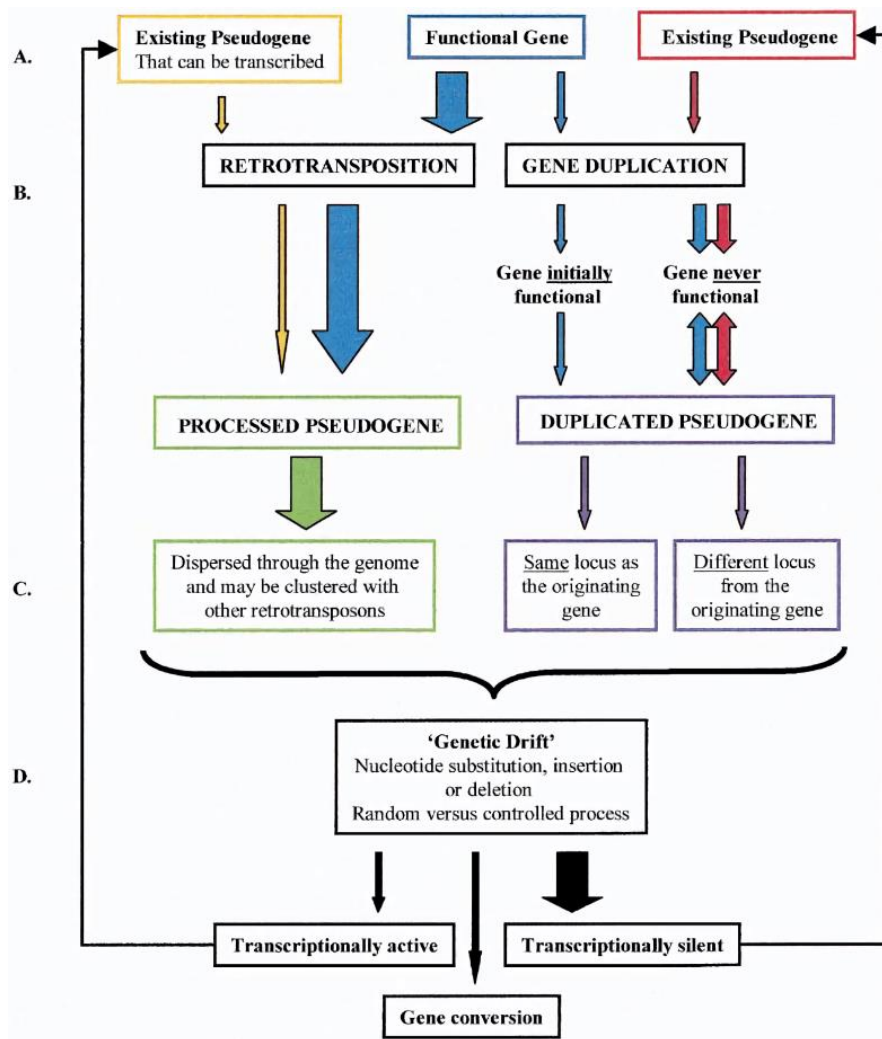 A.
Existing Pseudogene
That can be transcribed
Functional Gene
Existing Pseudogene
RETROTRANSPOSITION
GENE DUPLICATION
B.
Gene initially
functional
Gene never
functional
PROCESSED PSEUDOGENE
DUPLICATED PSEUDOGENE
C.
Dispersed through the genome
and may be clustered with
other retrotransposons
Same locus as
the originating
gene
Different locus
from the
originating gene
D.
‘Genetic Drift’
Nucleotide substitution, insertion
or deletion
Random versus controlled process
Transcriptionally active
Transcriptionally silent
Gene conversion